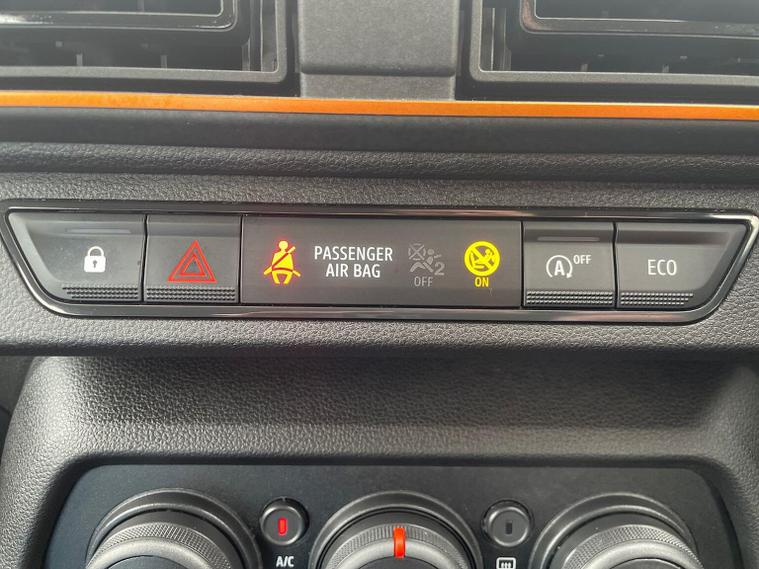 PASSENGER
AIR BAG
2
OFF
ON
A OFF
ECO
A/C